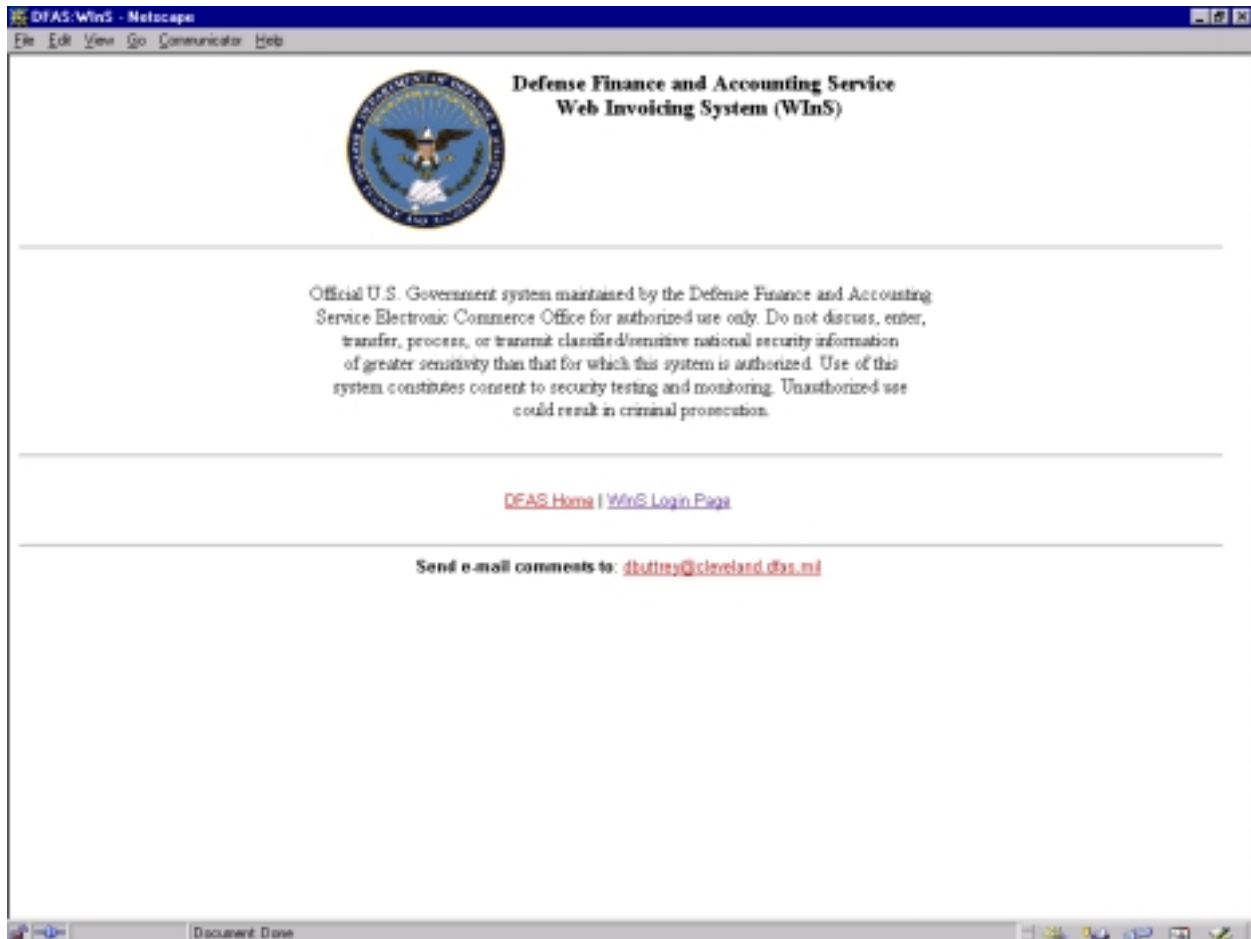 DFAS:WInS - Netscape
File Edit View Go Communicator Help
Defense Finance and Accounting Service
Web Invoicing System (WInS)
Official U.S. Government system maintained by the Defense Finance and Accounting
Service Electronic Commerce Office for authorized use only. Do not discuss, enter,
transfer, process, or transmit classified/sensitive national security information
of greater sensitivity than that for which this system is authorized. Use of this
system constitutes consent to security testing and monitoring. Unauthorized use
could result in criminal prosecution.
DFAS Home | WInS Login Page
Send e-mail comments to: dbuttrey@cleveland.dfas.mil
Document: Done